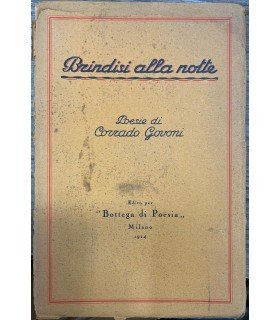 Brindisi alla notte
Poesie di
Corrado Govoni
Edito per
"Bottega di Poesia„
Milano
1924